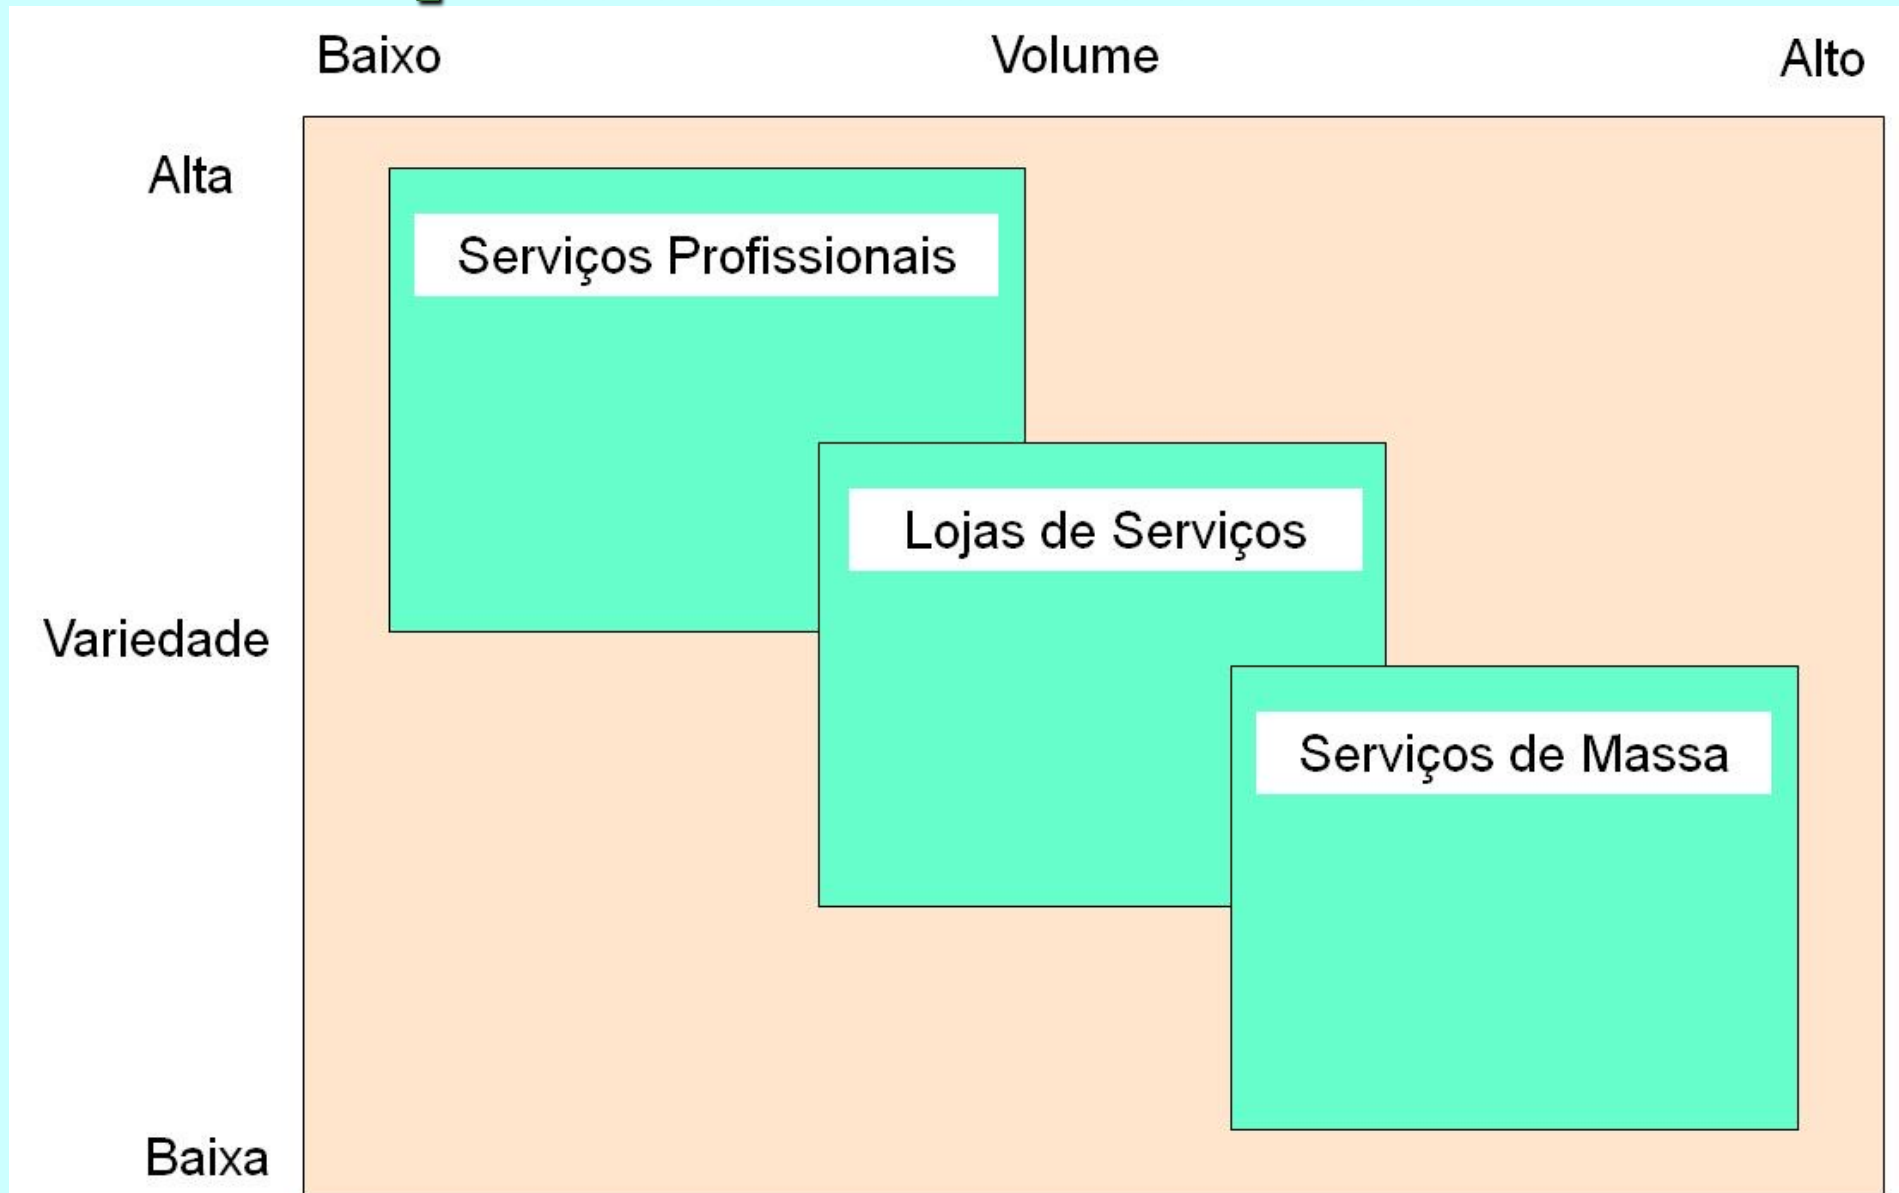 Baixo Volume Alto
Alta
Serviços Profissionais
Lojas de Serviços
Variedade
Serviços de Massa
Baixa